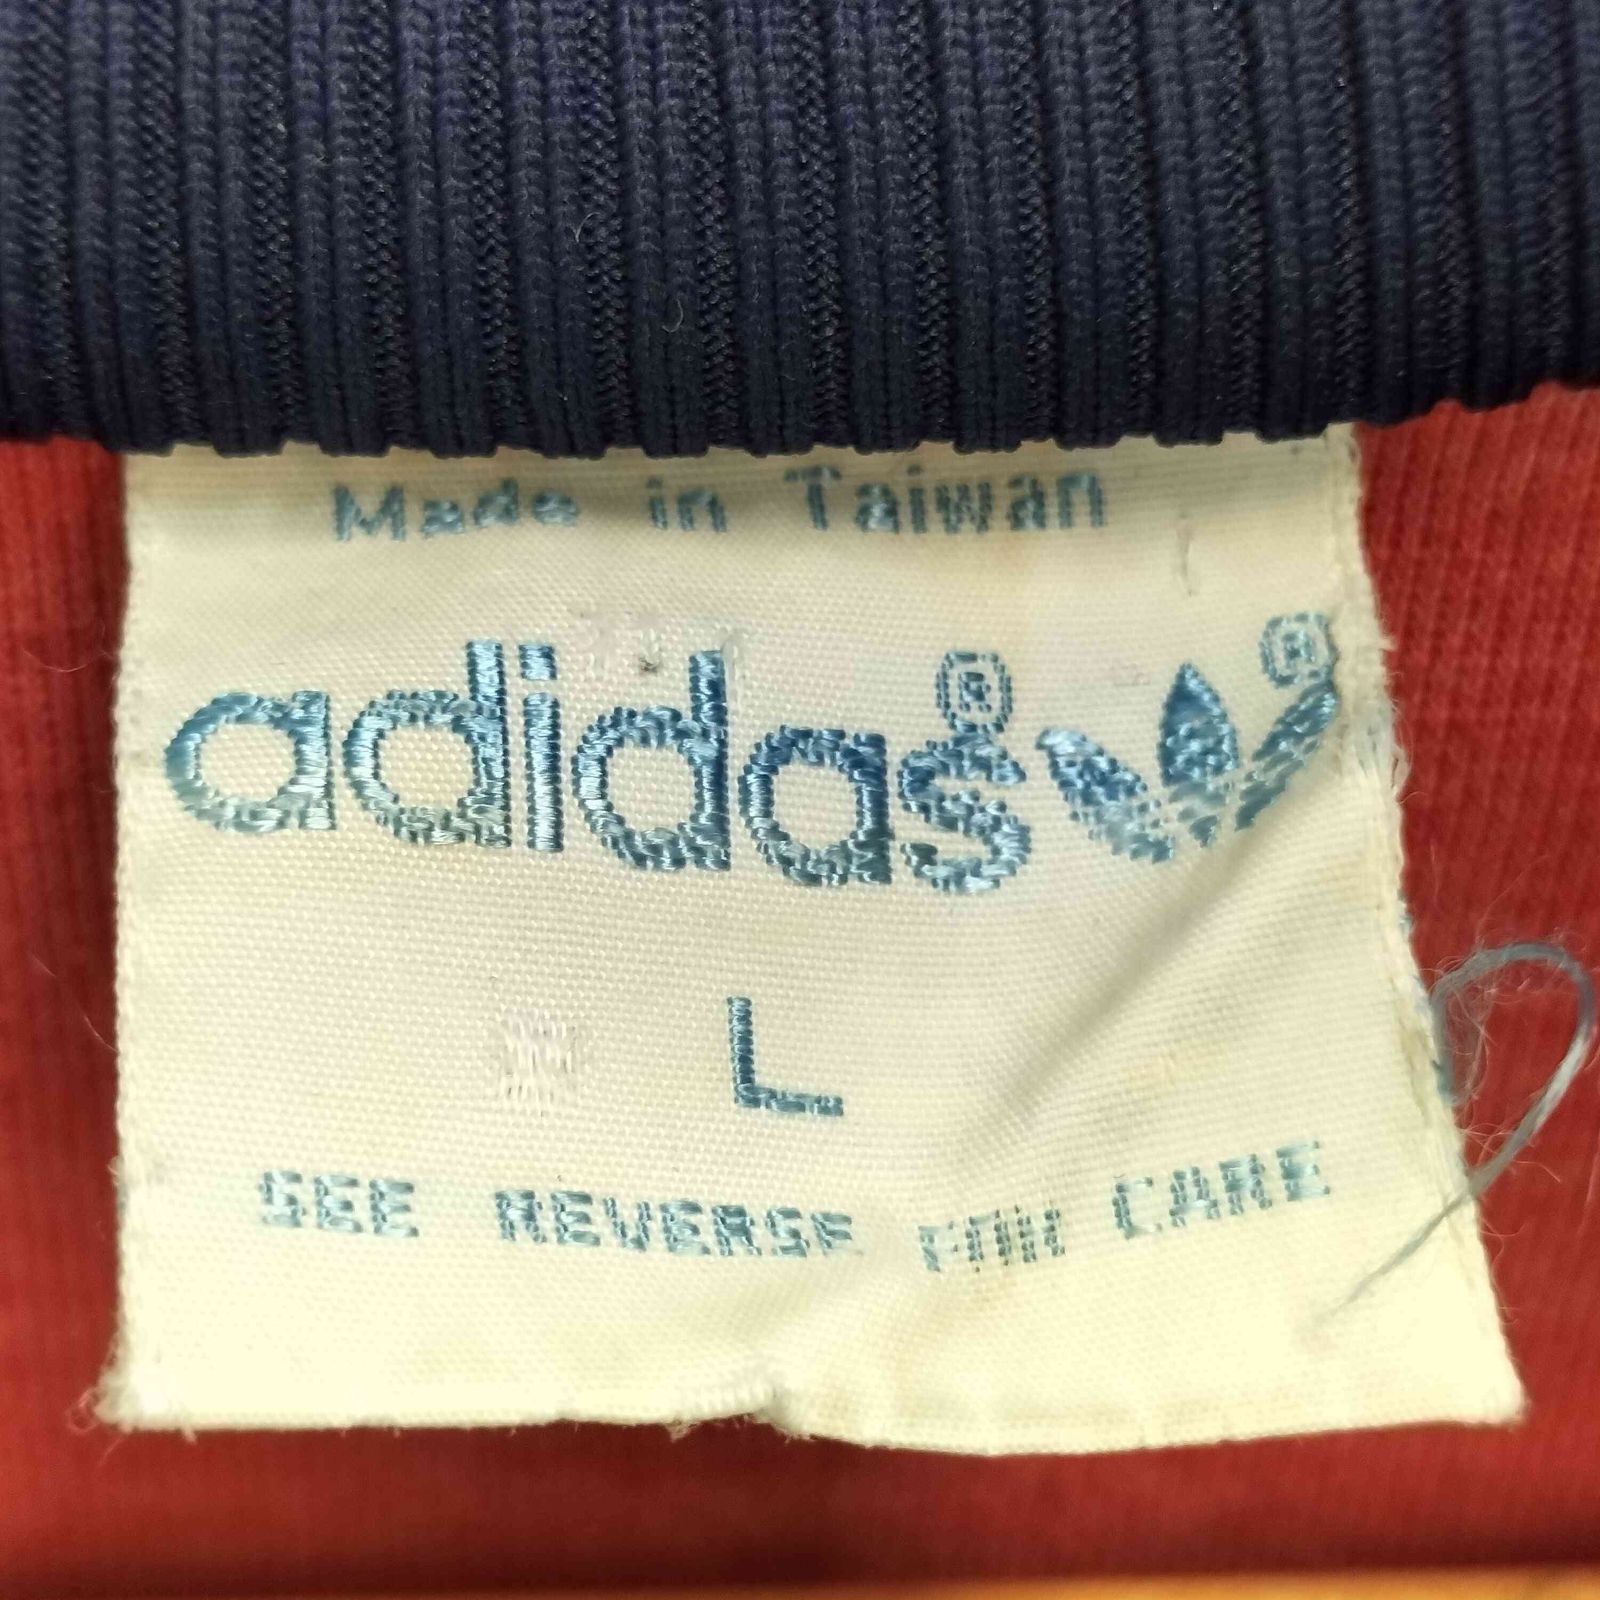 Made in Taiwan
adidas® ®
L
SEE REVERSE FOR CARE